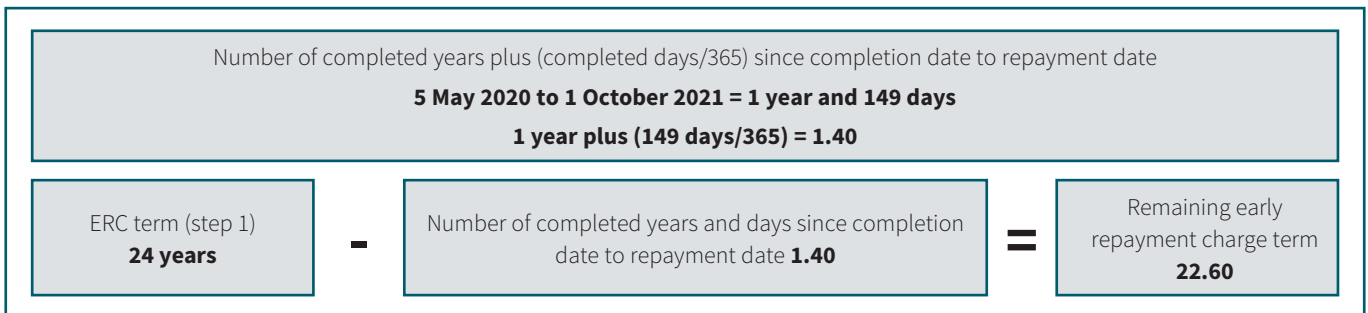 Number of completed years plus (completed days/365) since completion date to repayment date
5 May 2020 to 1 October 2021 = 1 year and 149 days
1 year plus (149 days/365) = 1.40
ERC term (step 1)
24 years
-
Number of completed years and days since completion
date to repayment date 1.40
=
Remaining early
repayment charge term
22.60